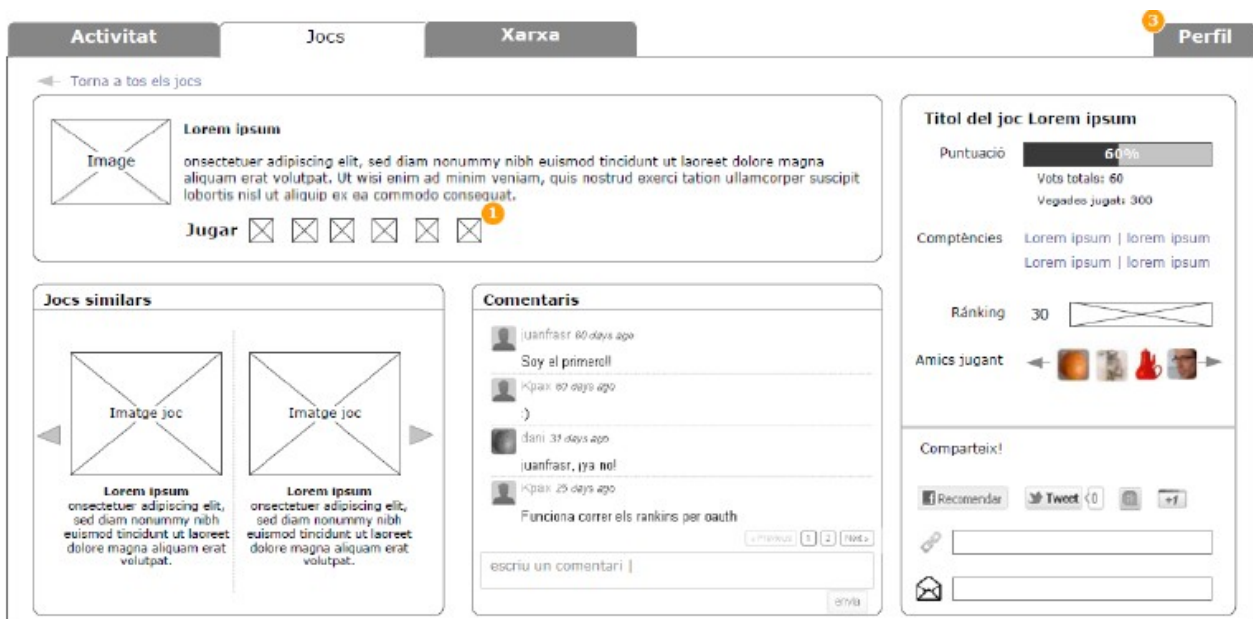 Activitat
Jocs
Xarxa
3
Perfil
Torna a tos els jocs
Image
Lorem ipsum
onsectetuer adipiscing elit, sed diam nonummy nibh euismod tincidunt ut laoreet dolore magna
aliquam erat volutpat. Ut wisi enim ad minim veniam, quis nostrud exerci tation ullamcorper suscipit
lobortis nisl ut aliquip ex ea commodo consequat.
Jugar
1
Jocs similars
Imatge joc
Lorem ipsum
onsectetuer adipiscing elit,
sed diam nonummy nibh
euismod tincidunt ut laoreet
dolore magna aliquam erat
volutpat.
Imatge joc
Lorem ipsum
onsectetuer adipiscing elit,
sed diam nonummy nibh
euismod tincidunt ut laoreet
dolore magna aliquam erat
volutpat.
Comentaris
juanfrasr 60 days ago
Soy el primero!!
Kpax 60 days ago
:)
dani 31 days ago
juanfrasr, ¡ya no!
Kpax 25 days ago
Funciona correr els rankins per oauth
« Previous 1 2 Next »
escriu un comentari |
envia
Titol del joc Lorem ipsum
Puntuació
60%
Vots totals: 60
Vegades jugat: 300
Comptències
Lorem ipsum | lorem ipsum
Lorem ipsum | lorem ipsum
Ránking
30
Amics jugant
Comparteix!
Recomendar
Tweet
0
+1